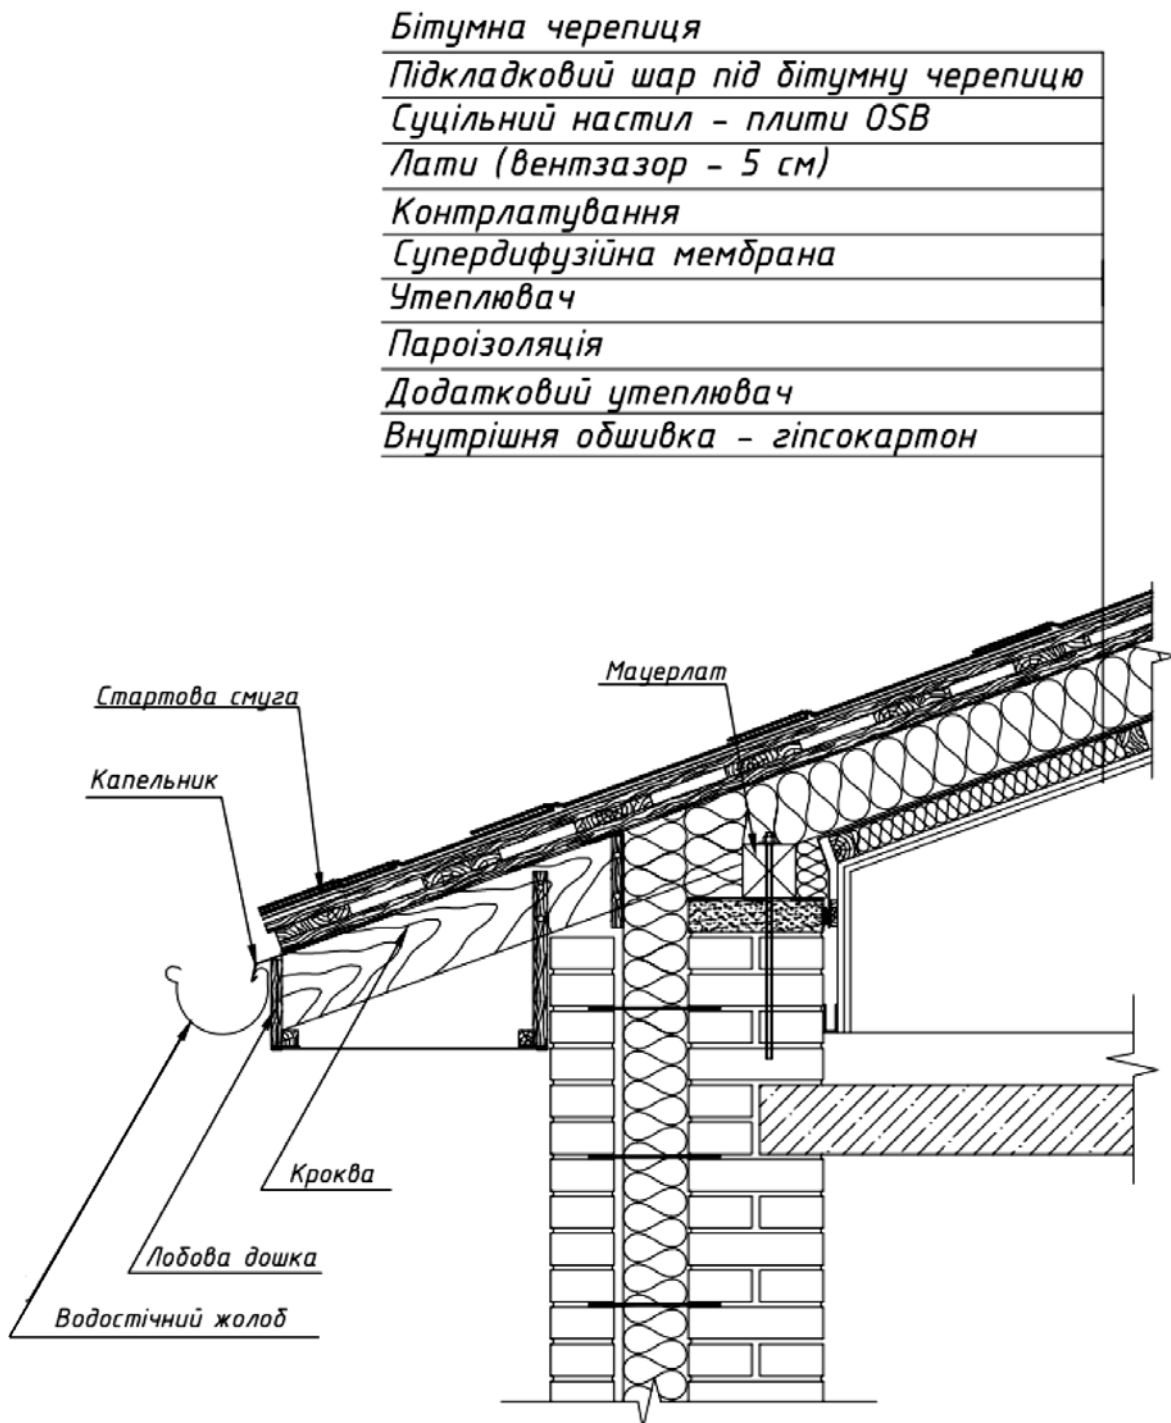 Бітумна черепиця
Підкладковий шар під бітумну черепицю
Суцільний настил - плити OSB
Лати (вентзазор - 5 см)
Контрлатування
Супердифузійна мембрана
Утеплювач
Пароізоляція
Додатковий утеплювач
Внутрішня обшивка - гіпсокартон
Мауерлат
Стартова смуга
Капельник
Кроква
Лобова дошка
Водостічний жолоб